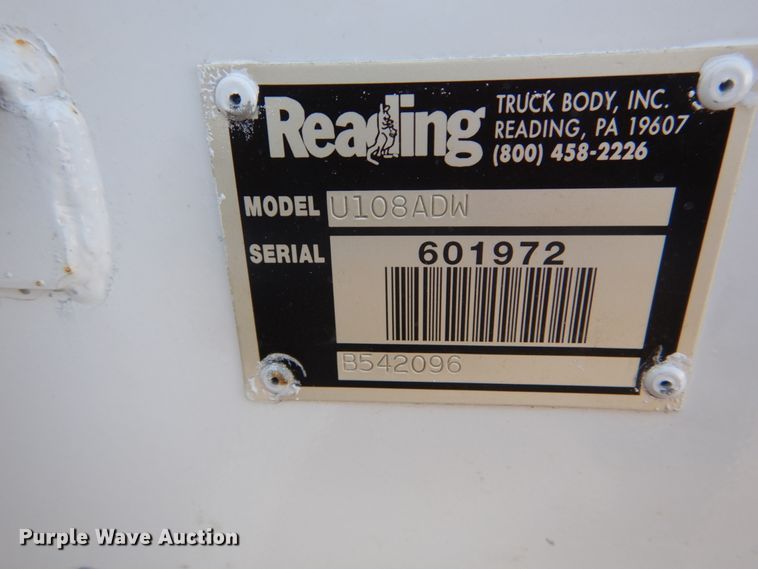 Reading
TRUCK BODY, INC.
READING, PA 19607
(800) 458-2226
MODEL U108ADW
SERIAL 601972
B542096
Purple Wave Auction